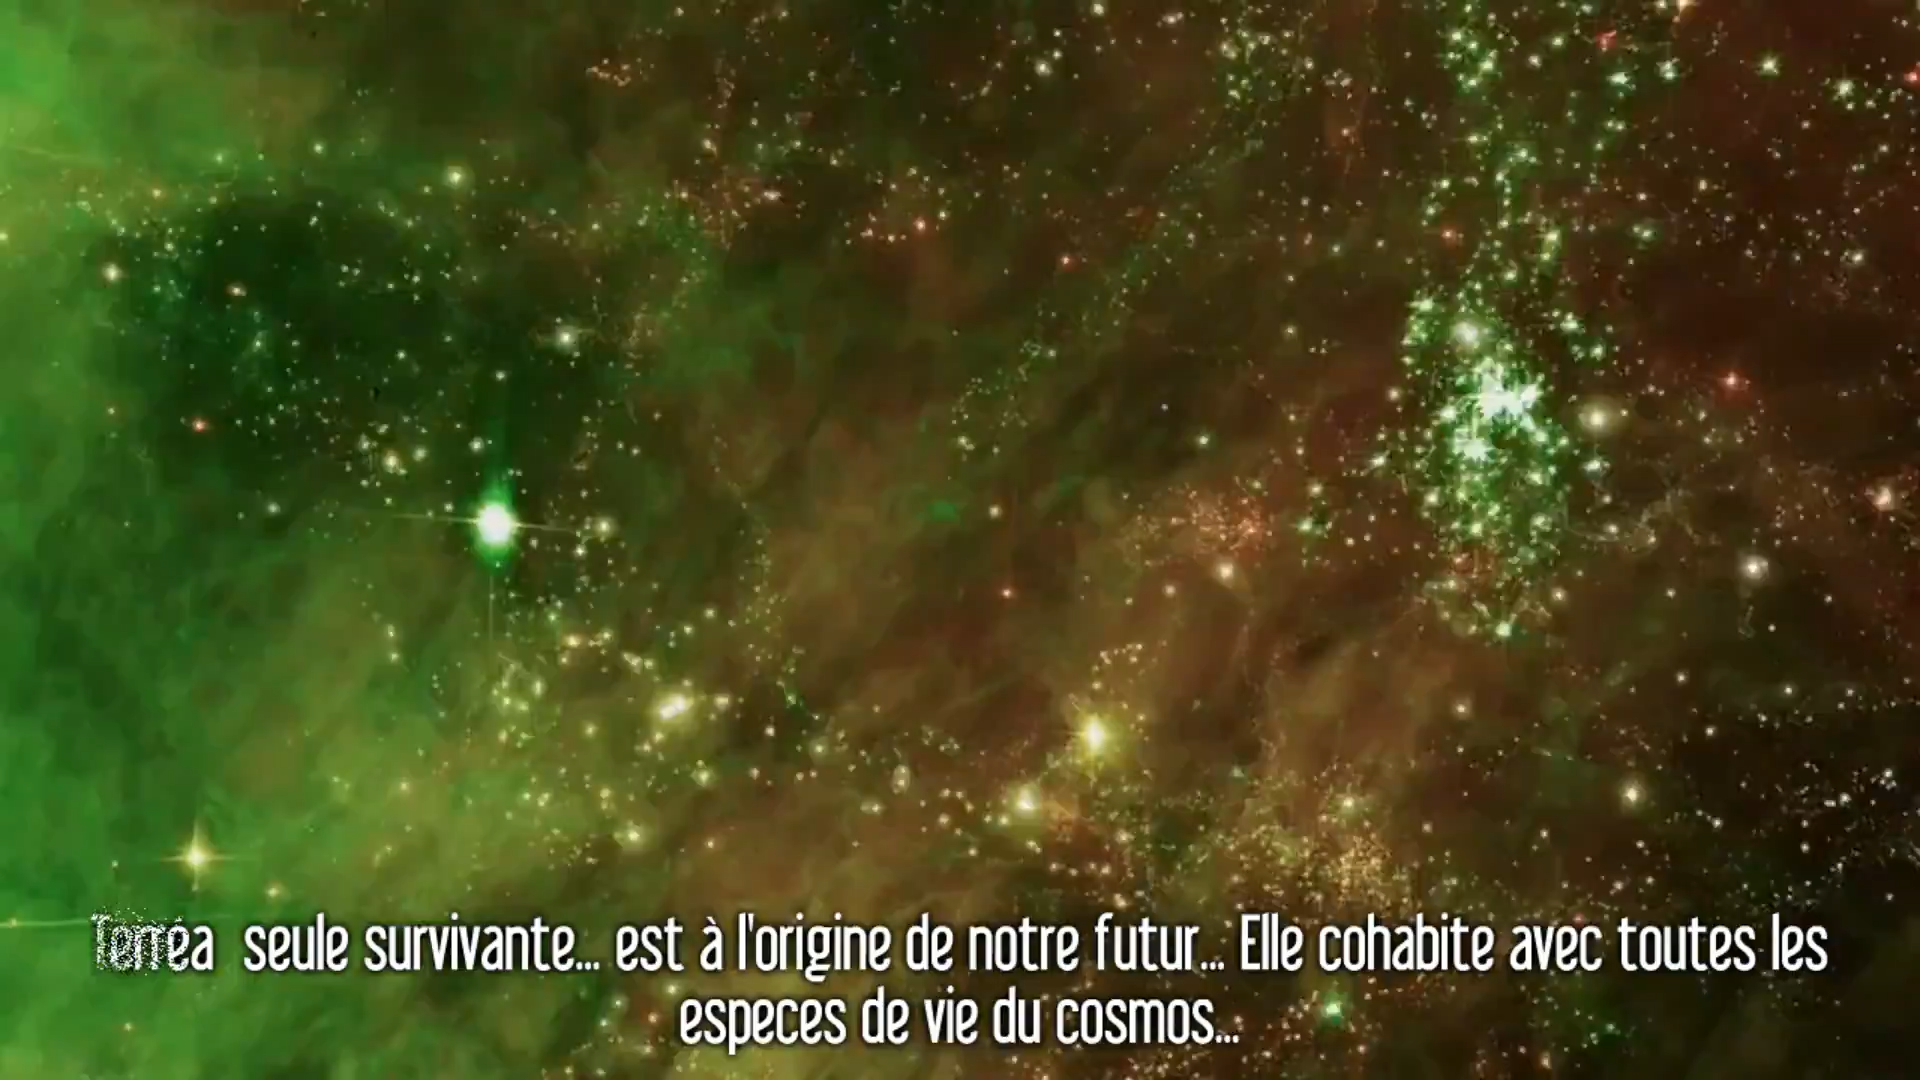 Terréa seule survivante... est à l'origine de notre futur... Elle cohabite avec toutes les
especes de vie du cosmos...